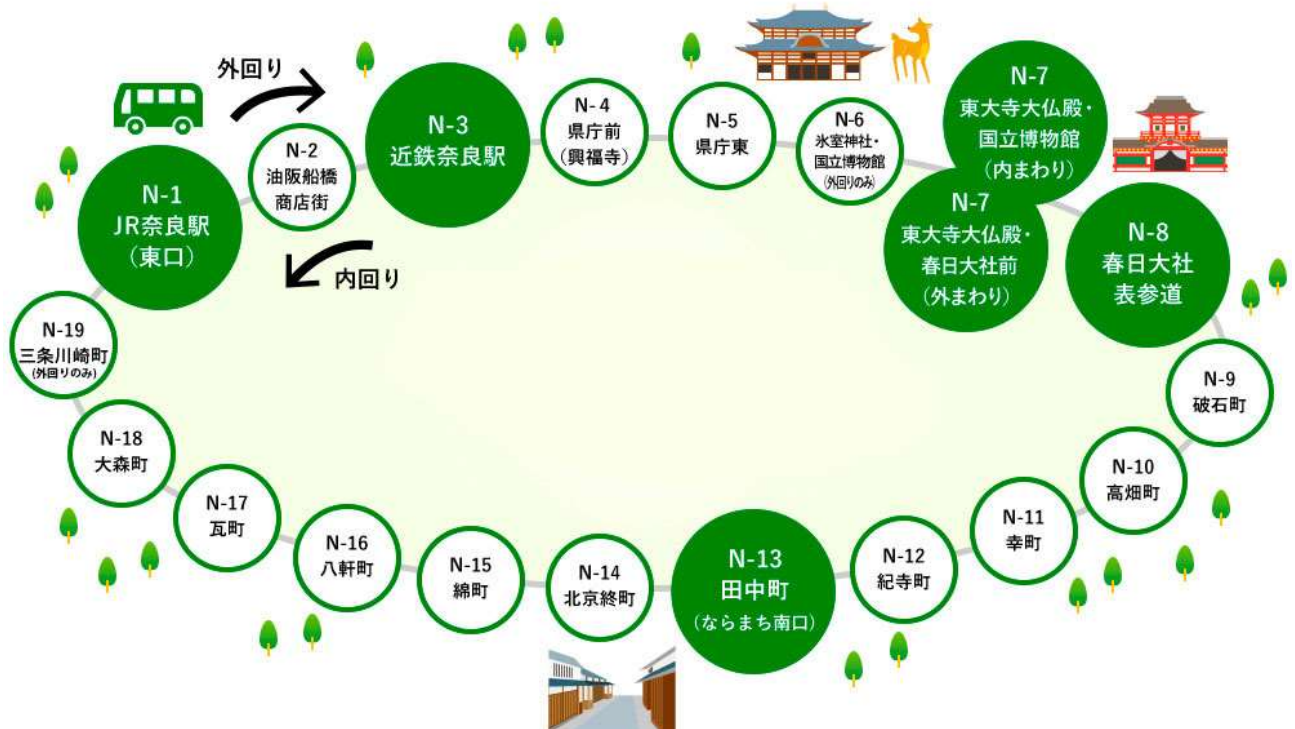 外回り
内回り
N-1
JR奈良駅
(東口)
N-2
油阪船橋
商店街
N-3
近鉄奈良駅
N-4
県庁前
(興福寺)
N-5
県庁東
N-6
氷室神社・
国立博物館
(外回りのみ)
N-7
東大寺大仏殿・
国立博物館
(内まわり)
N-7
東大寺大仏殿・
春日大社前
(外まわり)
N-8
春日大社
表参道
N-9
破石町
N-10
高畑町
N-11
幸町
N-12
紀寺町
N-13
田中町
(ならまち南口)
N-14
北京終町
N-15
綿町
N-16
八軒町
N-17
瓦町
N-18
大森町
N-19
三条川崎町
(外回りのみ)